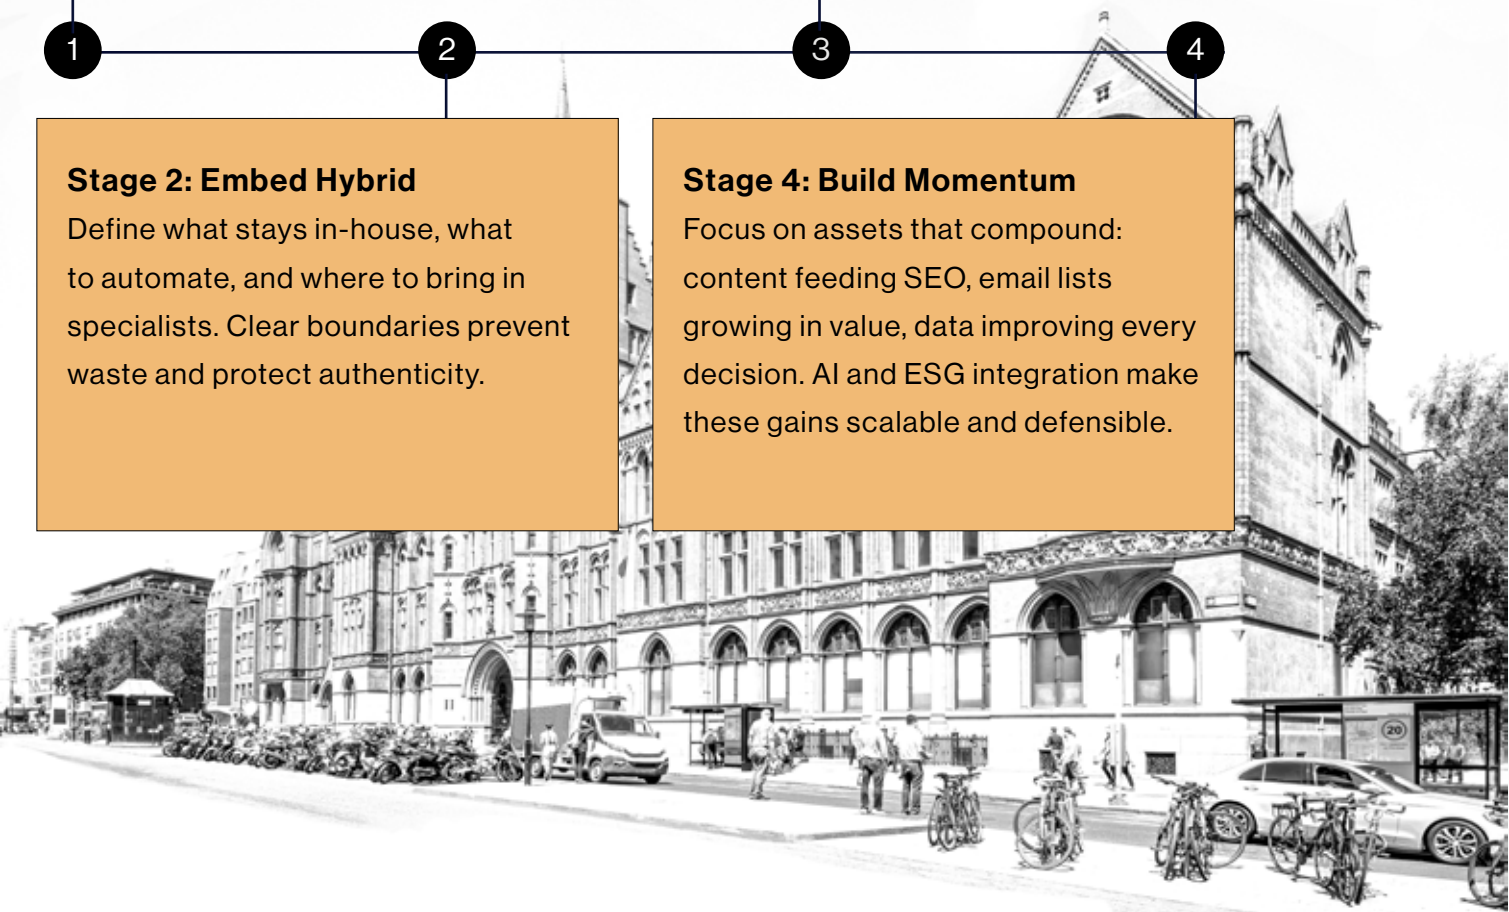 1 2 3 4
Stage 2: Embed Hybrid
Define what stays in-house, what
to automate, and where to bring in
specialists. Clear boundaries prevent
waste and protect authenticity.
Stage 4: Build Momentum
Focus on assets that compound:
content feeding SEO, email lists
growing in value, data improving every
decision. AI and ESG integration make
these gains scalable and defensible.
20